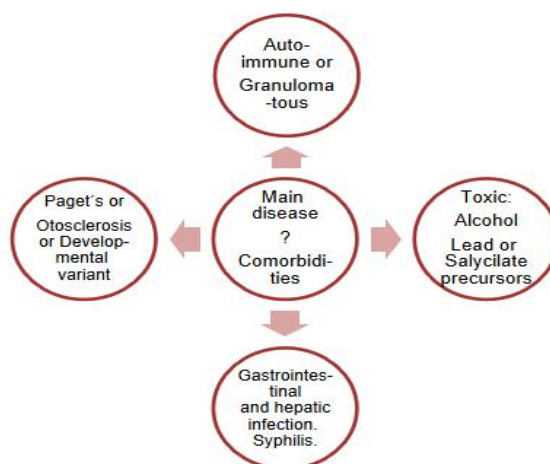 Auto-
immune or
Granuloma
-tous
Paget´s or
Otosclerosis
or Develop-
mental
variant
Main
disease
?
Comorbidi-
ties
Toxic:
Alcohol
Lead or
Salycilate
precursors
Gastrointes-
tinal
and hepatic
infection.
Syphilis.